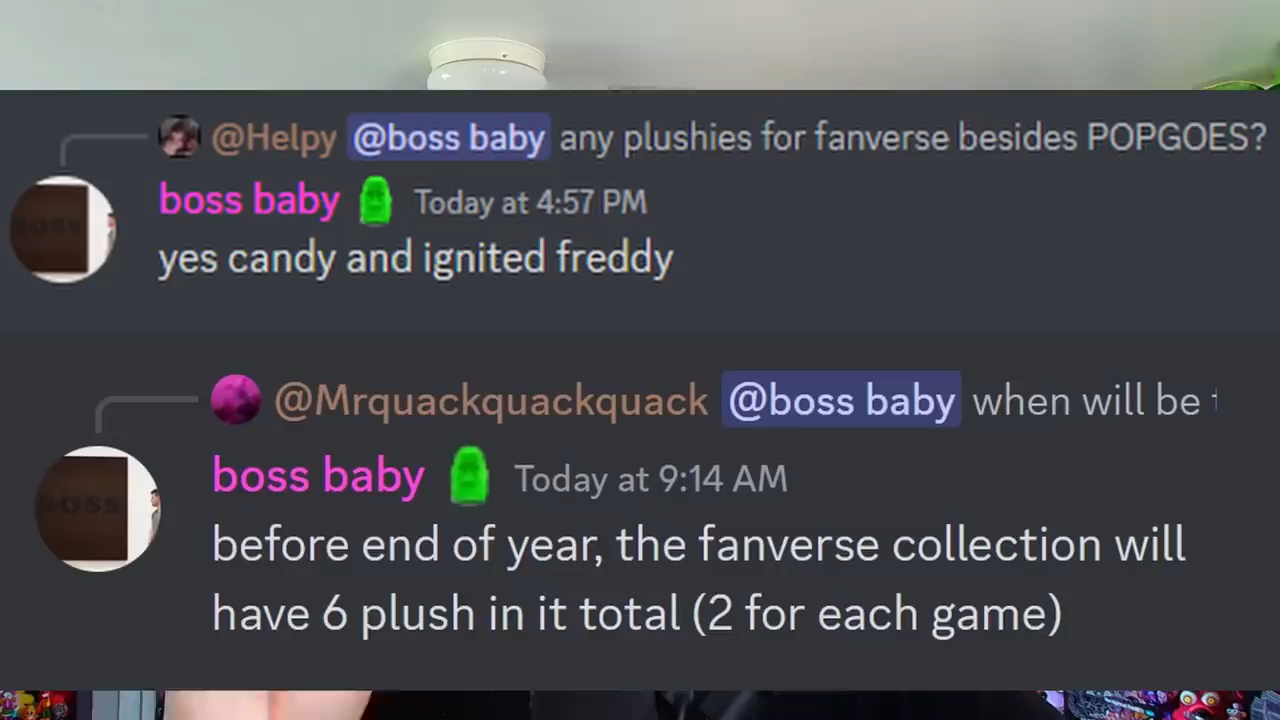 @Helpy @boss baby any plushies for fanverse besides POPGOES?
boss baby Today at 4:57 PM
yes candy and ignited freddy
BOSS
@Mrquackquackquack @boss baby when will be
boss baby Today at 9:14 AM
BOSS
before end of year, the fanverse collection will
have 6 plush in it total (2 for each game)